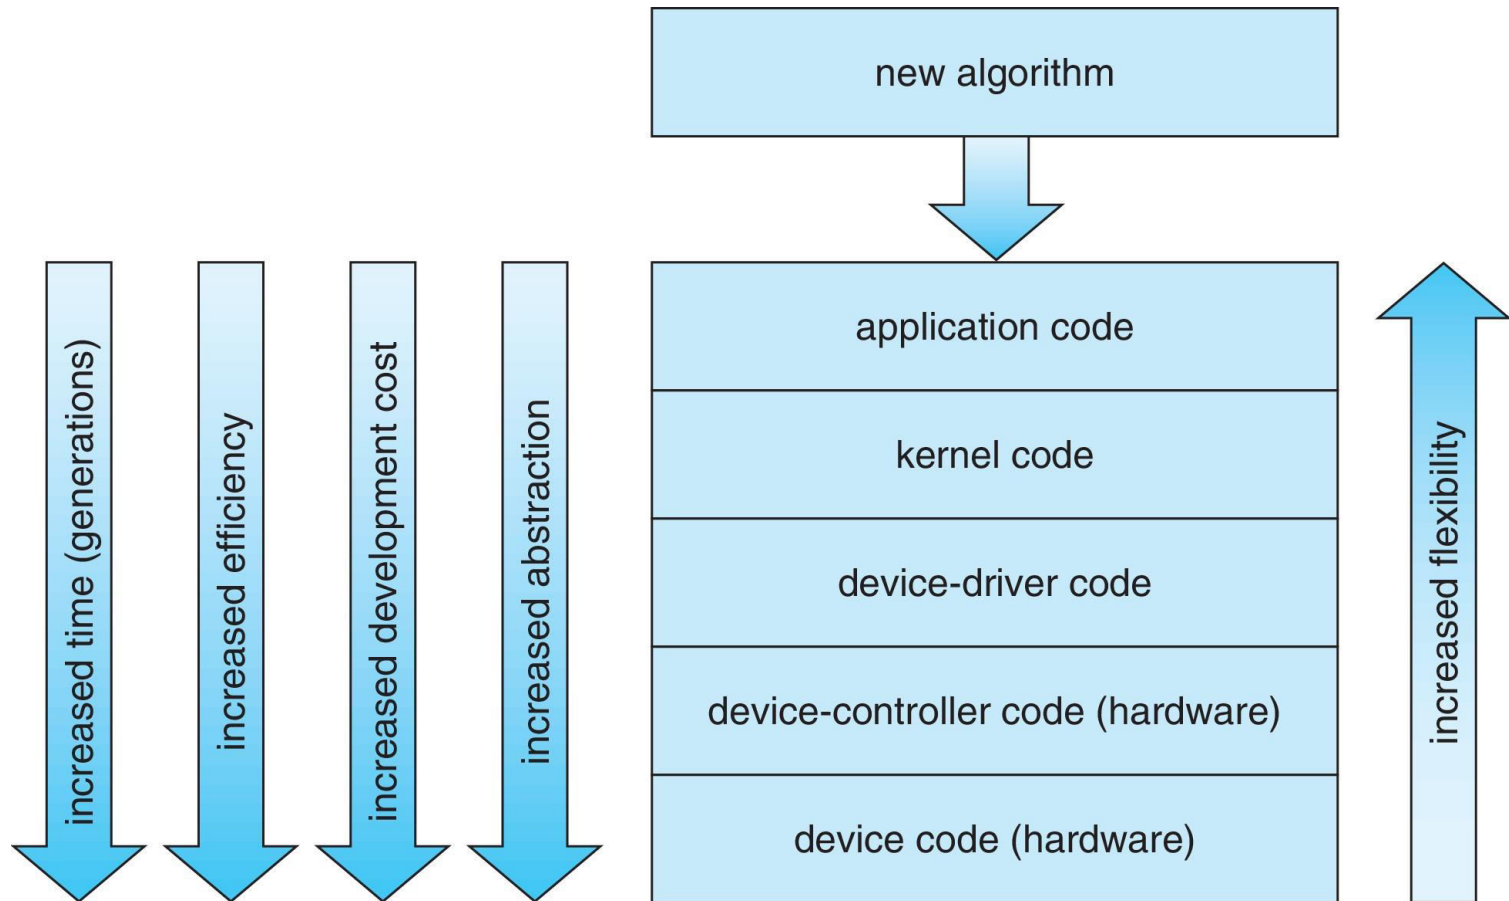 new algorithm
application code
kernel code
device-driver code
device-controller code (hardware)
device code (hardware)
increased time (generations)
increased efficiency
increased development cost
increased abstraction
increased flexibility